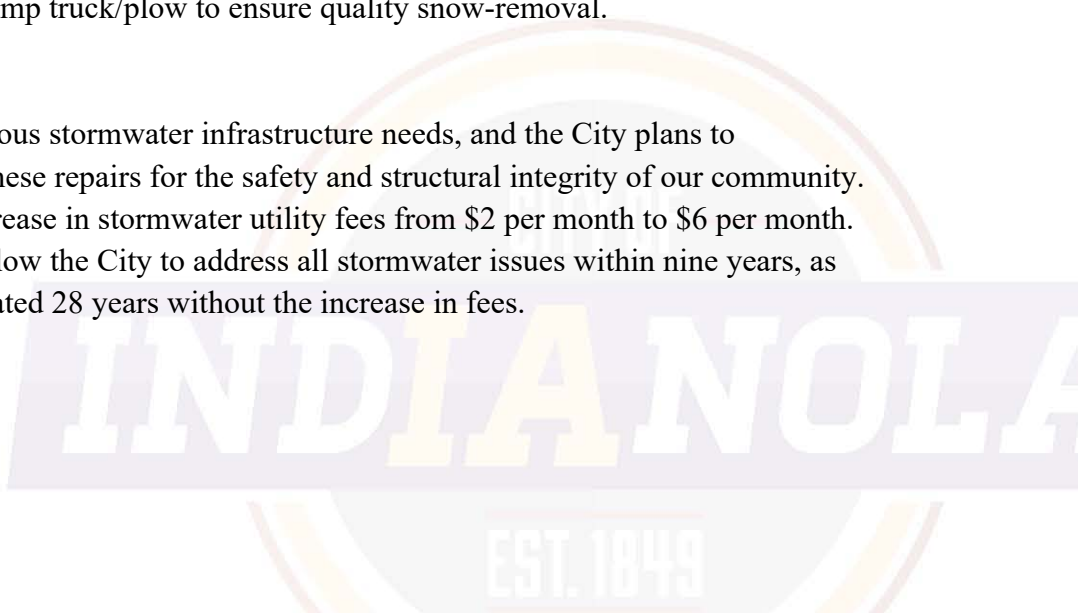 mp truck/plow to ensure quality snow-removal.
ous stormwater infrastructure needs, and the City plans to
hese repairs for the safety and structural integrity of our community.
rease in stormwater utility fees from $2 per month to $6 per month.
low the City to address all stormwater issues within nine years, as
ated 28 years without the increase in fees.
CITY OF
INDIANOLA
EST. 1849